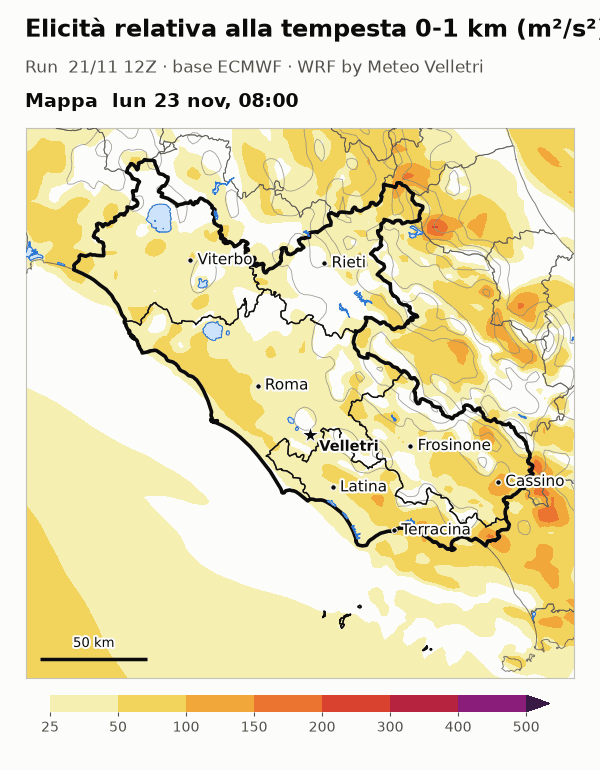 Elicità relativa alla tempesta 0-1 km (m²/s²)
Run 21/11 12Z · base ECMWF · WRF by Meteo Velletri
Mappa lun 23 nov, 08:00
Viterbo
Rieti
Roma
Velletri
Frosinone
Latina
Cassino
Terracina
50 km
25 50 100 150 200 300 400 500